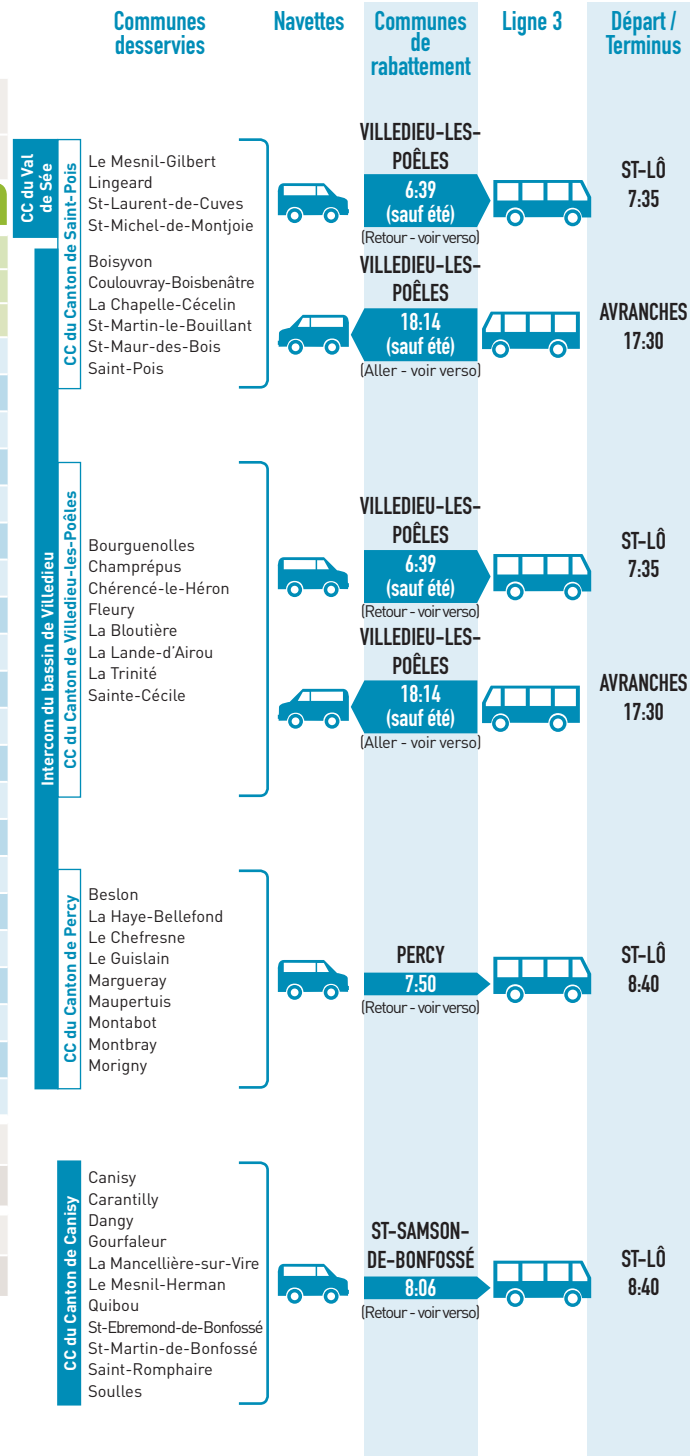 Communes
desservies
Navettes
Communes
de
rabattement
Ligne 3
Départ /
Terminus
CC du Val
de Sée
CC du Canton de Saint-Pois
Le Mesnil-Gilbert
Lingeard
St-Laurent-de-Cuves
St-Michel-de-Montjoie
Boisyvon
Coulouvray-Boisbenâtre
La Chapelle-Cécelin
St-Martin-le-Bouillant
St-Maur-des-Bois
Saint-Pois
VILLEDIEU-LES-
POÊLES
6:39
(sauf été)
(Retour - voir verso)
ST-LÔ
7:35
VILLEDIEU-LES-
POÊLES
18:14
(sauf été)
(Aller - voir verso)
AVRANCHES
17:30
Intercom du bassin de Villedieu
CC du Canton de Villedieu-les-Poêles
Bourguenolles
Champrépus
Chérencé-le-Héron
Fleury
La Bloutière
La Lande-d'Airou
La Trinité
Sainte-Cécile
VILLEDIEU-LES-
POÊLES
6:39
(sauf été)
(Retour - voir verso)
ST-LÔ
7:35
VILLEDIEU-LES-
POÊLES
18:14
(sauf été)
(Aller - voir verso)
AVRANCHES
17:30
CC du Canton de Percy
Beslon
La Haye-Bellefond
Le Chefresne
Le Guislain
Margueray
Maupertuis
Montabot
Montbray
Morigny
PERCY
7:50
(Retour - voir verso)
ST-LÔ
8:40
CC du Canton de Canisy
Canisy
Carantilly
Dangy
Gourfaleur
La Mancellière-sur-Vire
Le Mesnil-Herman
Quibou
St-Ebremond-de-Bonfossé
St-Martin-de-Bonfossé
Saint-Romphaire
Soulles
ST-SAMSON-
DE-BONFOSSÉ
8:06
(Retour - voir verso)
ST-LÔ
8:40